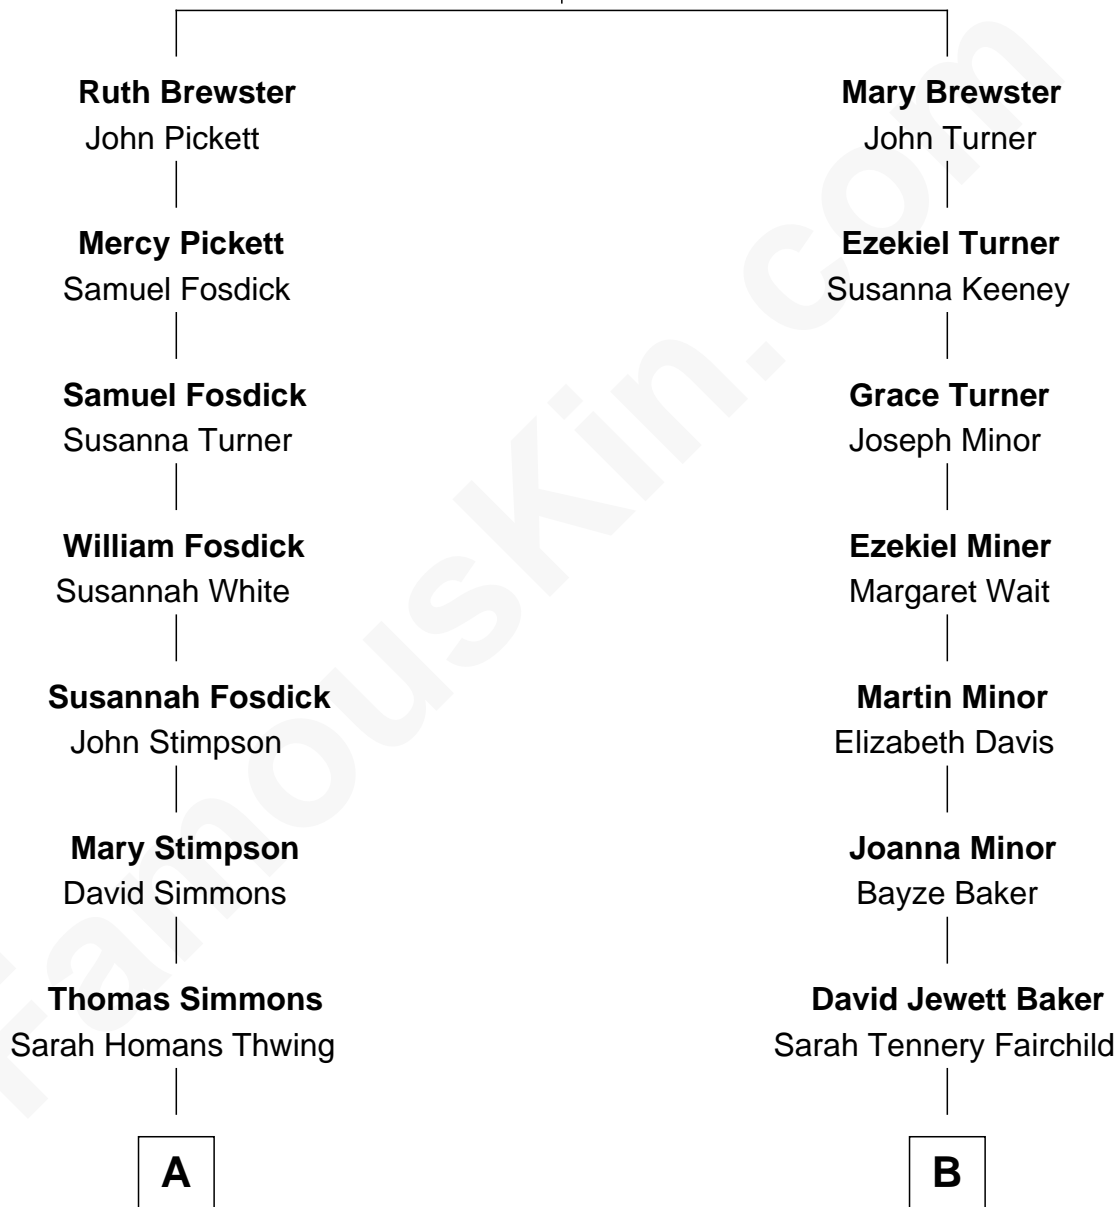 Ruth Brewster
John Pickett
Mercy Pickett
Samuel Fosdick
Samuel Fosdick
Susanna Turner
William Fosdick
Susannah White
Susannah Fosdick
John Stimpson
Mary Stimpson
David Simmons
Thomas Simmons
Sarah Homans Thwing
A
Mary Brewster
John Turner
Ezekiel Turner
Susanna Keeney
Grace Turner
Joseph Minor
Ezekiel Miner
Margaret Wait
Martin Minor
Elizabeth Davis
Joanna Minor
Bayze Baker
David Jewett Baker
Sarah Tennery Fairchild
B
FamousKin.com